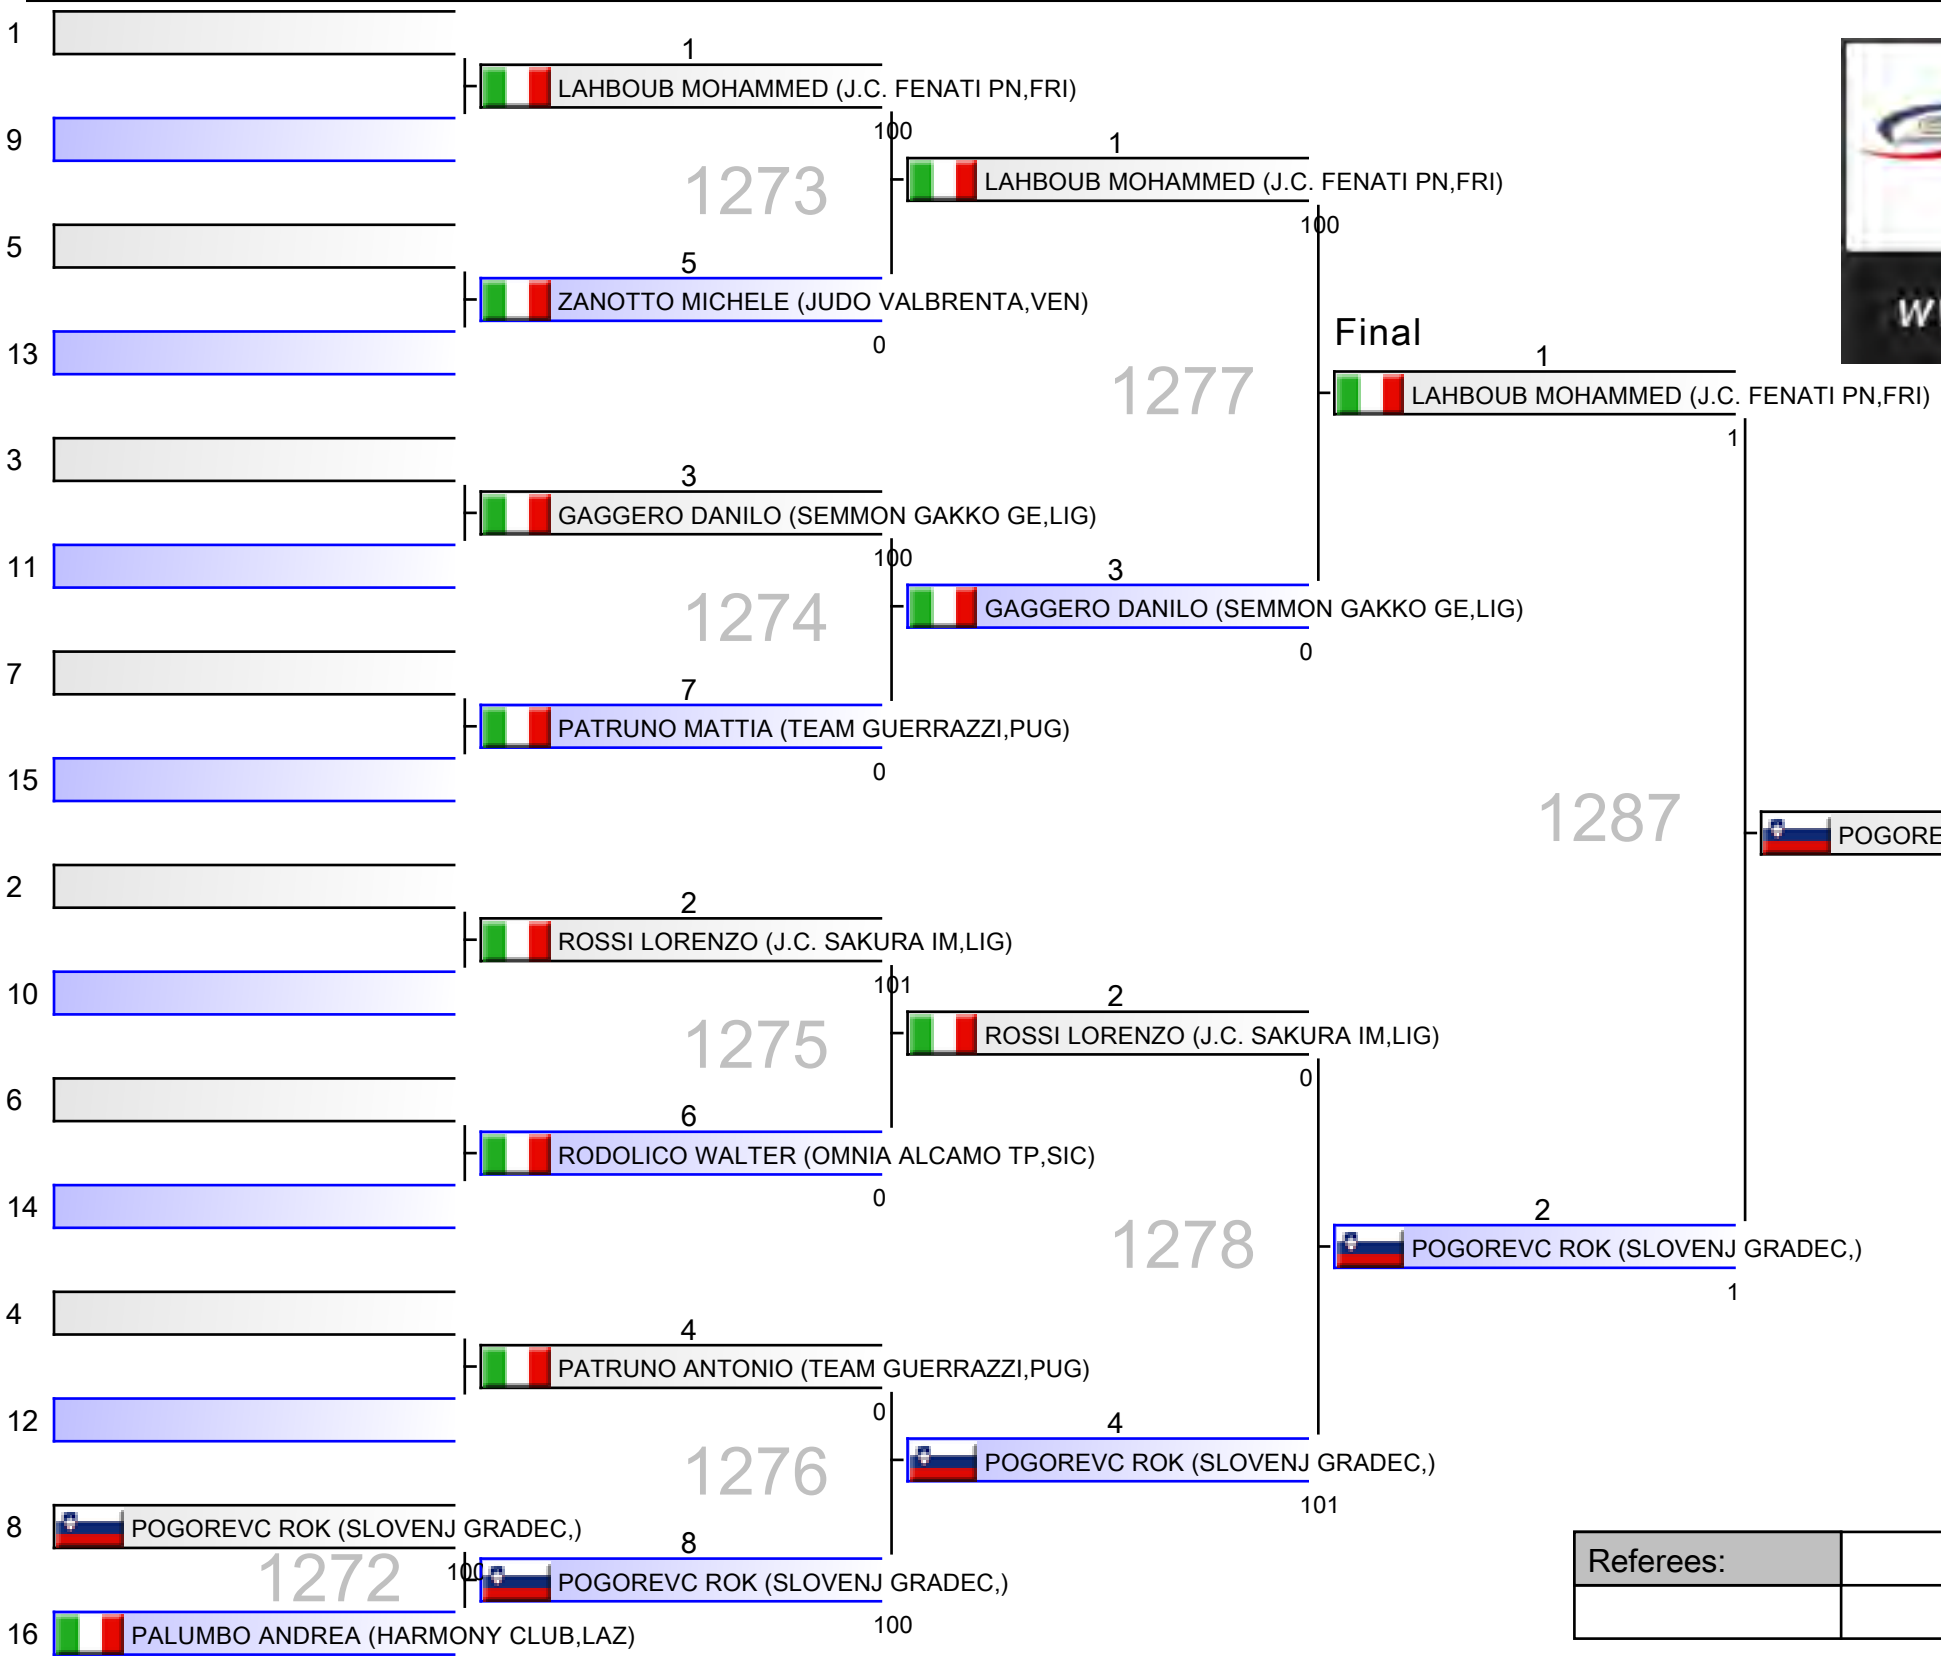 1
1
LAHBOUB MOHAMMED (J.C. FENATI PN,FRI)
100
9
1
LAHBOUB MOHAMMED (J.C. FENATI PN,FRI)
1273
100
5
5
ZANOTTO MICHELE (JUDO VALBRENTA,VEN)
0
13
Final
1
LAHBOUB MOHAMMED (J.C. FENATI PN,FRI)
1277
1
3
3
GAGGERO DANILO (SEMMON GAKKO GE,LIG)
100
11
3
GAGGERO DANILO (SEMMON GAKKO GE,LIG)
1274
0
7
7
PATRUNO MATTIA (TEAM GUERRAZZI,PUG)
0
15
1287
POGORE
2
2
ROSSI LORENZO (J.C. SAKURA IM,LIG)
101
10
2
ROSSI LORENZO (J.C. SAKURA IM,LIG)
1275
0
6
6
RODOLICO WALTER (OMNIA ALCAMO TP,SIC)
0
14
2
POGOREVC ROK (SLOVENJ GRADEC,)
1278
1
4
4
PATRUNO ANTONIO (TEAM GUERRAZZI,PUG)
0
12
4
POGOREVC ROK (SLOVENJ GRADEC,)
1276
101
8
POGOREVC ROK (SLOVENJ GRADEC,)
8
1272
100
POGOREVC ROK (SLOVENJ GRADEC,)
100
16
PALUMBO ANDREA (HARMONY CLUB,LAZ)
Referees: